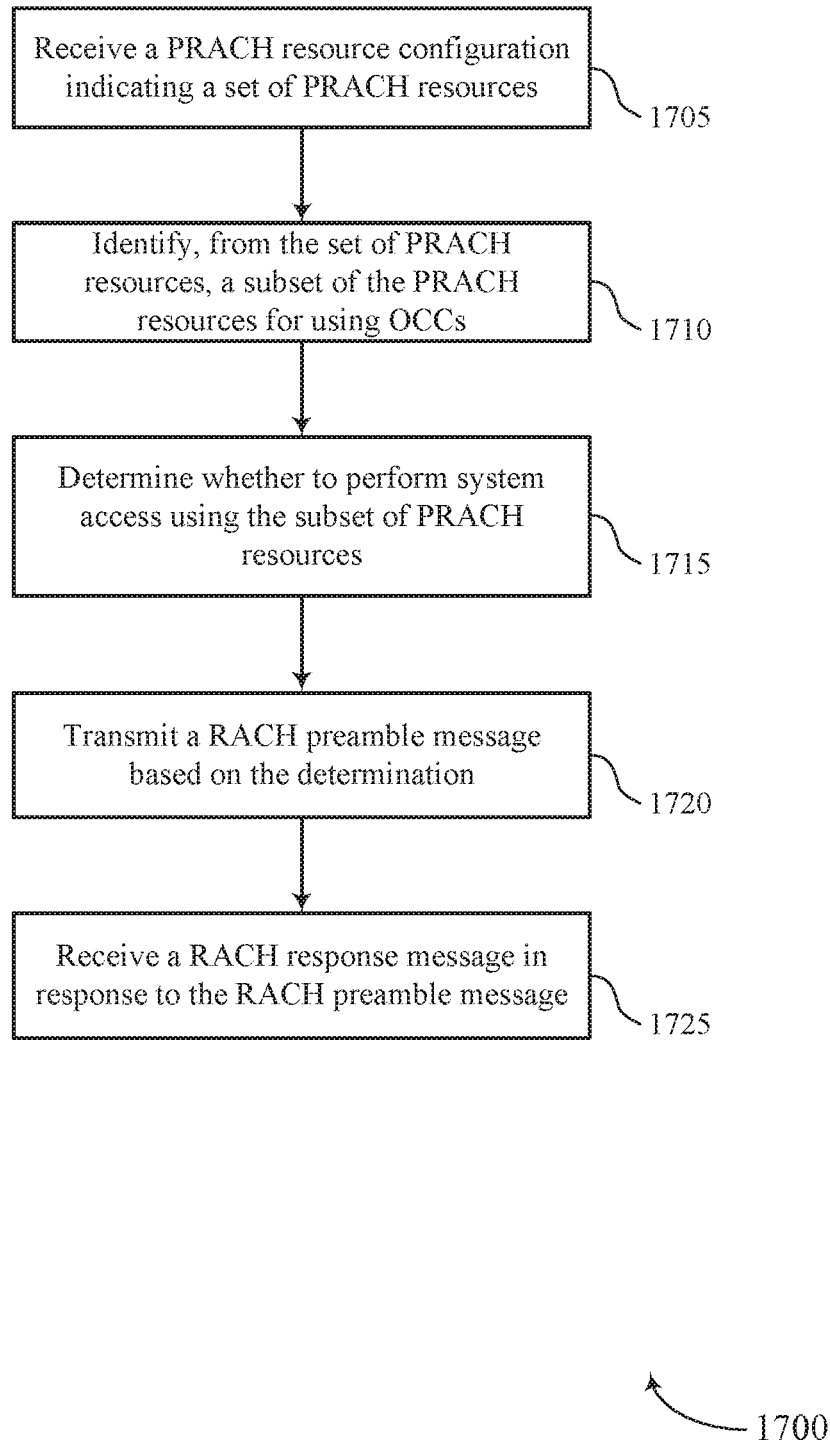 Receive a PRACH resource configuration
indicating a set of PRACH resources
1705
Identify, from the set of PRACH
resources, a subset of the PRACH
resources for using OCCs
1710
Determine whether to perform system
access using the subset of PRACH
resources
1715
Transmit a RACH preamble message
based on the determination
1720
Receive a RACH response message in
response to the RACH preamble message
1725
1700